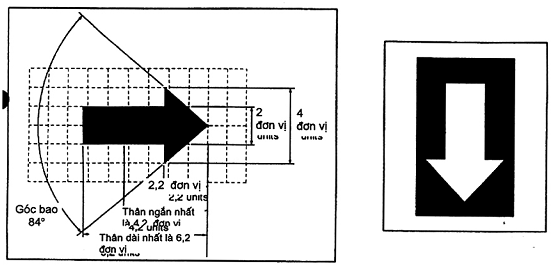 2
đơn vị
units
4
đơn vị
units
2,2 đơn vị
2,2 units
Góc bao
84°
Thân ngắn nhất
là 4,2 đơn vị
4,2 units
Thân dài nhất là 6,2
đơn vị
6,2 units